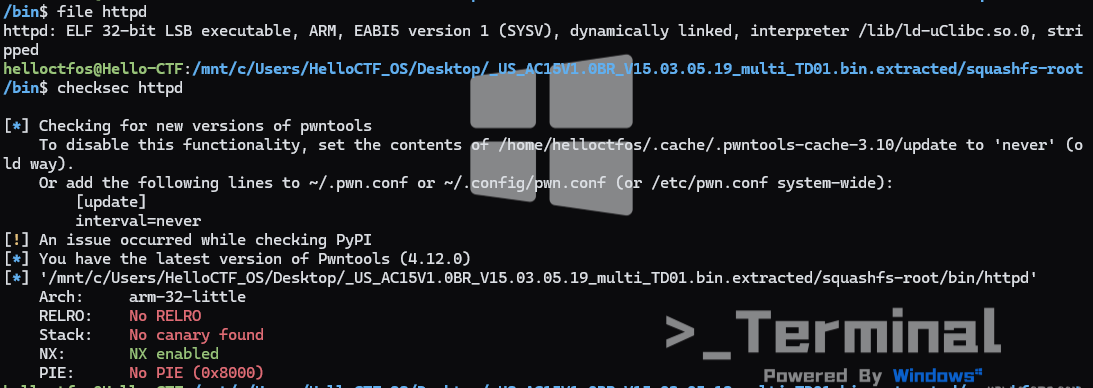 /bin$ file httpd
httpd: ELF 32-bit LSB executable, ARM, EABI5 version 1 (SYSV), dynamically linked, interpreter /lib/ld-uClibc.so.0, stri
pped
helloctfos@Hello-CTF:/mnt/c/Users/HelloCTF_OS/Desktop/_US_AC15V1.0BR_V15.03.05.19_multi_TD01.bin.extracted/squashfs-root
/bin$ checksec httpd
[*] Checking for new versions of pwntools
To disable this functionality, set the contents of /home/helloctfos/.cache/.pwntools-cache-3.10/update to 'never' (o
ld way).
Or add the following lines to ~/.pwn.conf or ~/.config/pwn.conf (or /etc/pwn.conf system-wide):
[update]
interval=never
[!] An issue occurred while checking PyPI
[*] You have the latest version of Pwntools (4.12.0)
[*] '/mnt/c/Users/HelloCTF_OS/Desktop/_US_AC15V1.0BR_V15.03.05.19_multi_TD01.bin.extracted/squashfs-root/bin/httpd'
Arch: arm-32-little
RELRO: No RELRO
Stack: No canary found
NX: NX enabled
PIE: No PIE (0x8000)
>_Terminal
Powered By Windows